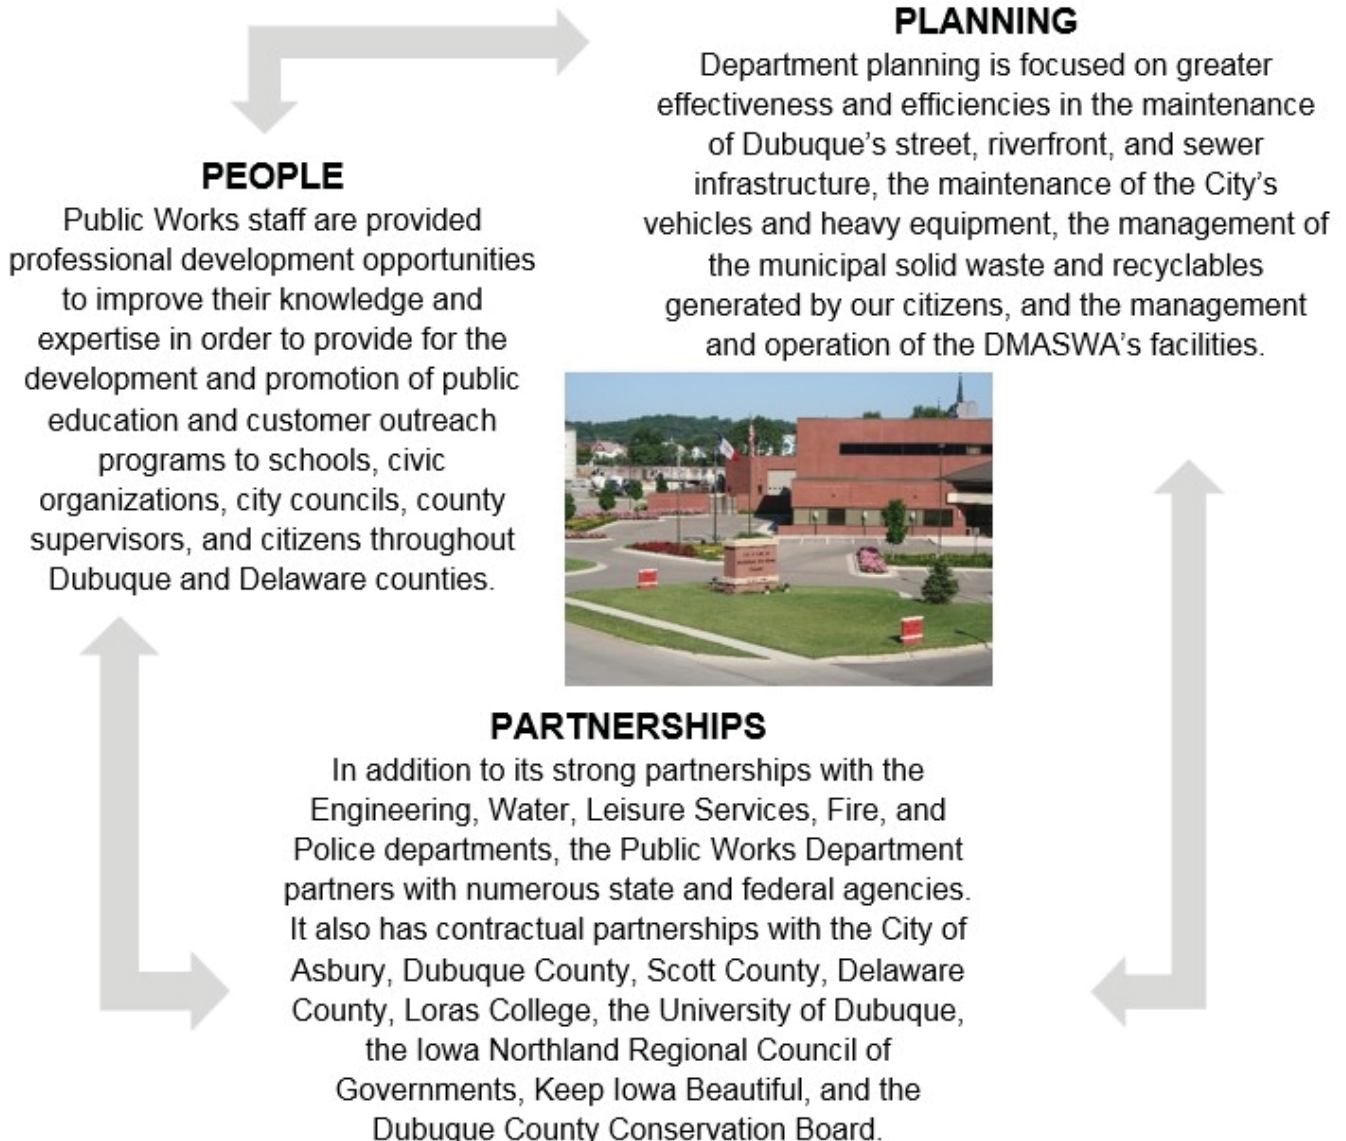 PLANNING
Department planning is focused on greater
effectiveness and efficiencies in the maintenance
of Dubuque's street, riverfront, and sewer
infrastructure, the maintenance of the City's
vehicles and heavy equipment, the management of
the municipal solid waste and recyclables
generated by our citizens, and the management
and operation of the DMASWA's facilities.
PEOPLE
Public Works staff are provided
professional development opportunities
to improve their knowledge and
expertise in order to provide for the
development and promotion of public
education and customer outreach
programs to schools, civic
organizations, city councils, county
supervisors, and citizens throughout
Dubuque and Delaware counties.
PARTNERSHIPS
In addition to its strong partnerships with the
Engineering, Water, Leisure Services, Fire, and
Police departments, the Public Works Department
partners with numerous state and federal agencies.
It also has contractual partnerships with the City of
Asbury, Dubuque County, Scott County, Delaware
County, Loras College, the University of Dubuque,
the Iowa Northland Regional Council of
Governments, Keep Iowa Beautiful, and the
Dubuque County Conservation Board.